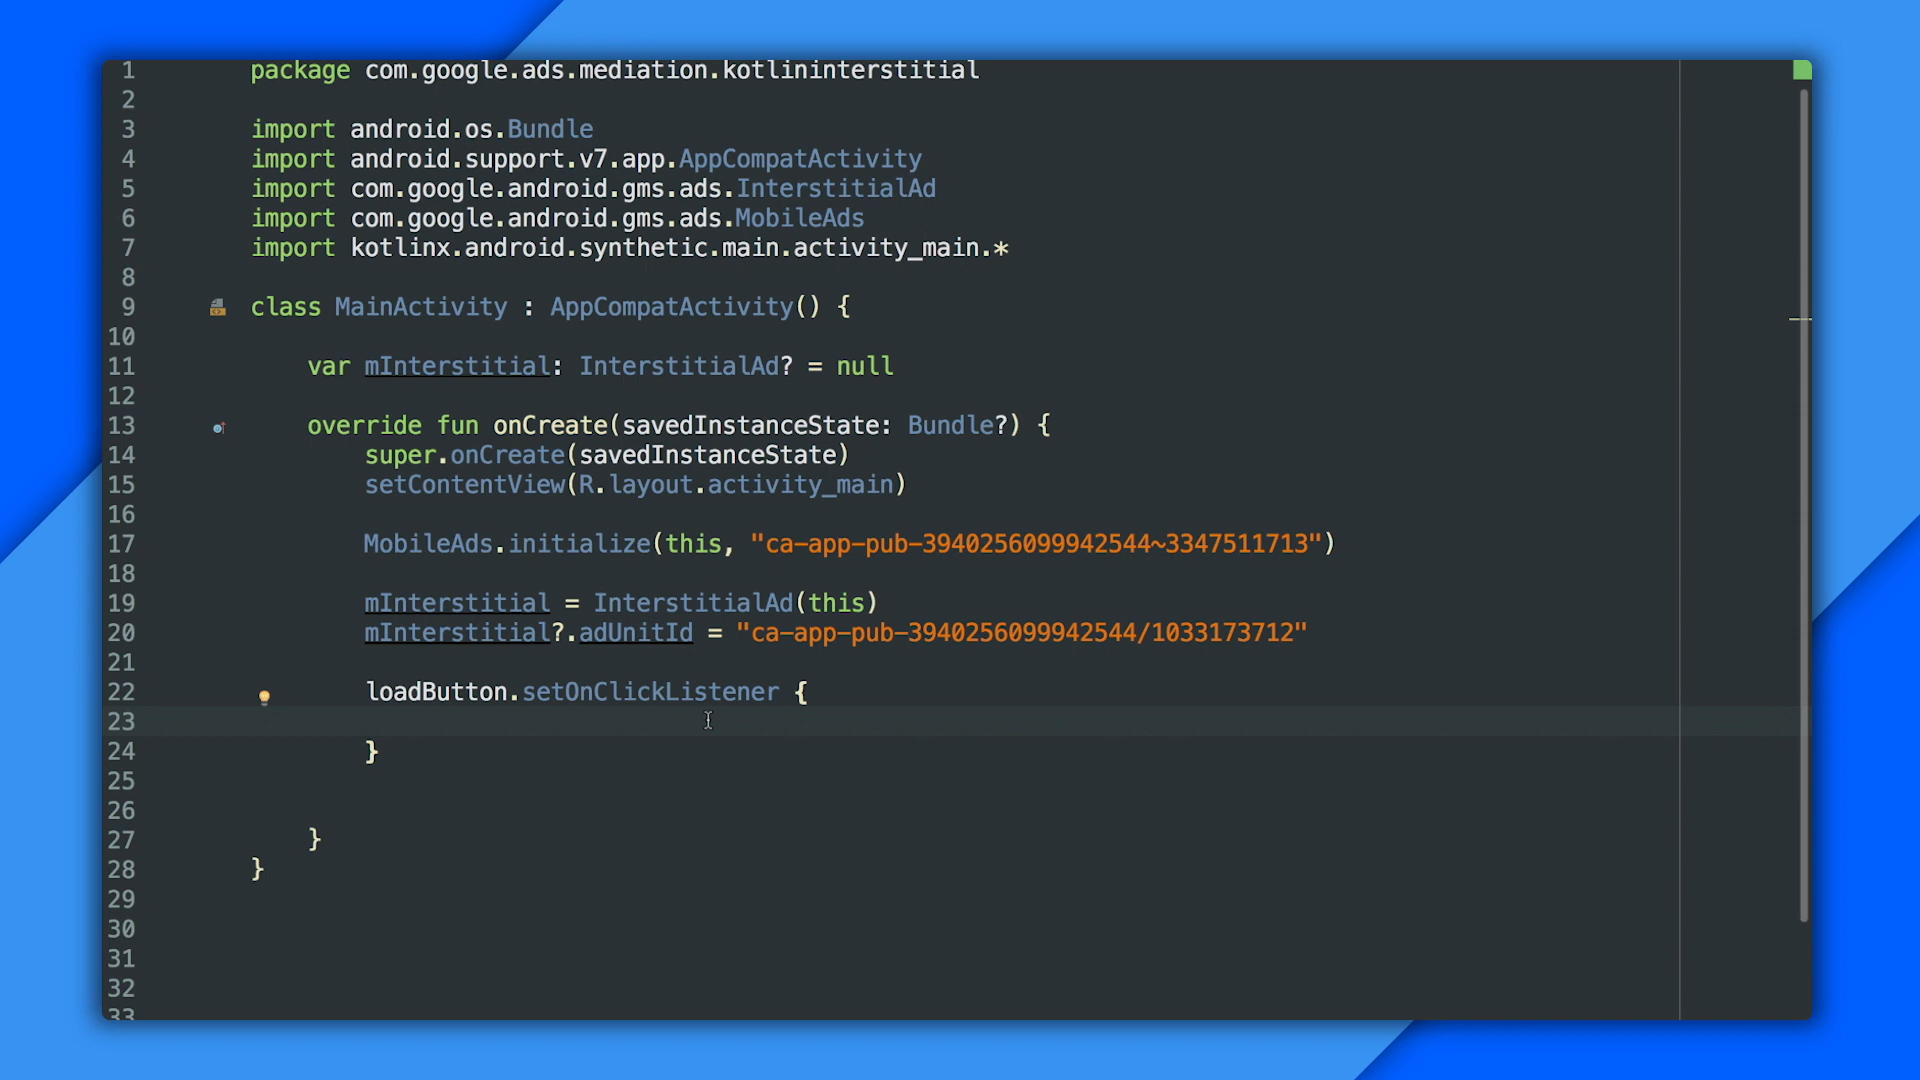 1 package com.google.ads.mediation.kotlininterstitial
2
3 import android.os.Bundle
4 import android.support.v7.app.AppCompatActivity
5 import com.google.android.gms.ads.InterstitialAd
6 import com.google.android.gms.ads.MobileAds
7 import kotlinx.android.synthetic.main.activity_main.*
8
9 class MainActivity : AppCompatActivity() {
10
11 var mInterstitial: InterstitialAd? = null
12
13 override fun onCreate(savedInstanceState: Bundle?) {
14 super.onCreate(savedInstanceState)
15 setContentView(R.layout.activity_main)
16
17 MobileAds.initialize(this, "ca-app-pub-3940256099942544~3347511713")
18
19 mInterstitial = InterstitialAd(this)
20 mInterstitial?.adUnitId = "ca-app-pub-3940256099942544/1033173712"
21
22 loadButton.setOnClickListener {
23
24 }
25
26
27 }
28 }
29
30
31
32
33